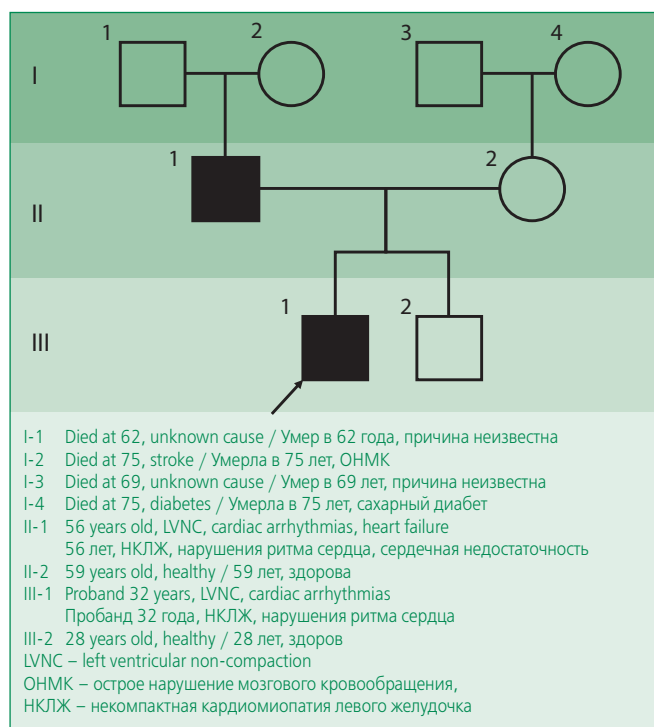 1 2 3 4
I
1 2
II
1 2
III
I-1 Died at 62, unknown cause / Умер в 62 года, причина неизвестна
I-2 Died at 75, stroke / Умерла в 75 лет, ОНМК
I-3 Died at 69, unknown cause / Умер в 69 лет, причина неизвестна
I-4 Died at 75, diabetes / Умерла в 75 лет, сахарный диабет
II-1 56 years old, LVNC, cardiac arrhythmias, heart failure
56 лет, НКЛЖ, нарушения ритма сердца, сердечная недостаточность
II-2 59 years old, healthy / 59 лет, здорова
III-1 Proband 32 years, LVNC, cardiac arrhythmias
Пробанд 32 года, НКЛЖ, нарушения ритма сердца
III-2 28 years old, healthy / 28 лет, здоров
LVNC – left ventricular non-compaction
ОНМК – острое нарушение мозгового кровообращения,
НКЛЖ – некомпактная кардиомиопатия левого желудочка